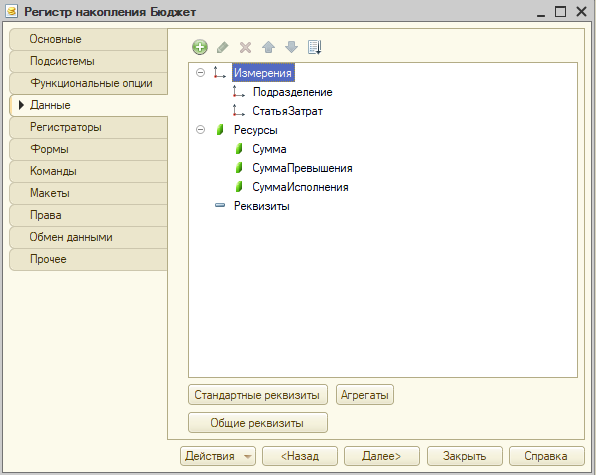 Регистр накопления Бюджет
Основные
Подсистемы
Функциональные опции
Данные
Регистраторы
Формы
Команды
Макеты
Права
Обмен данными
Прочее
Измерения
Подразделение
СтатьяЗатрат
Ресурсы
Сумма
СуммаПревышения
СуммаИсполнения
Реквизиты
Стандартные реквизиты Агрегаты
Общие реквизиты
Действия <Назад Далее> Закрыть Справка